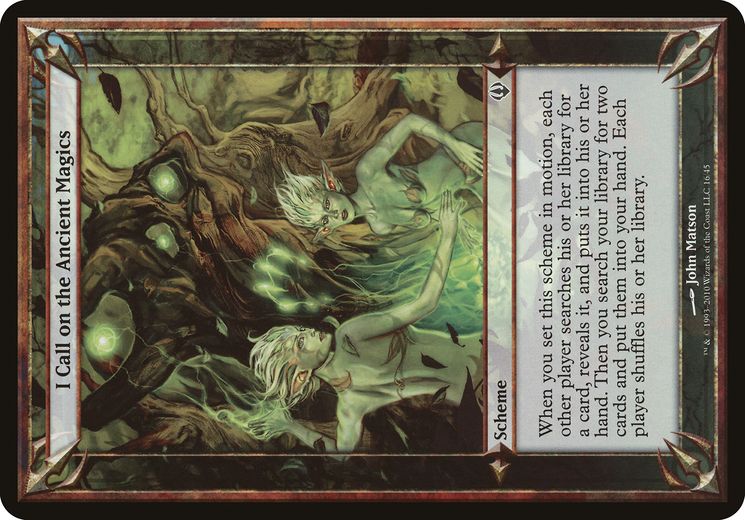 I Call on the Ancient Magics
Scheme
When you set this scheme in motion, each
other player searches his or her library for
a card, reveals it, and puts it into his or her
hand. Then you search your library for two
cards and put them into your hand. Each
player shuffles his or her library.
John Matson
™ & © 1993–2010 Wizards of the Coast LLC 16/45